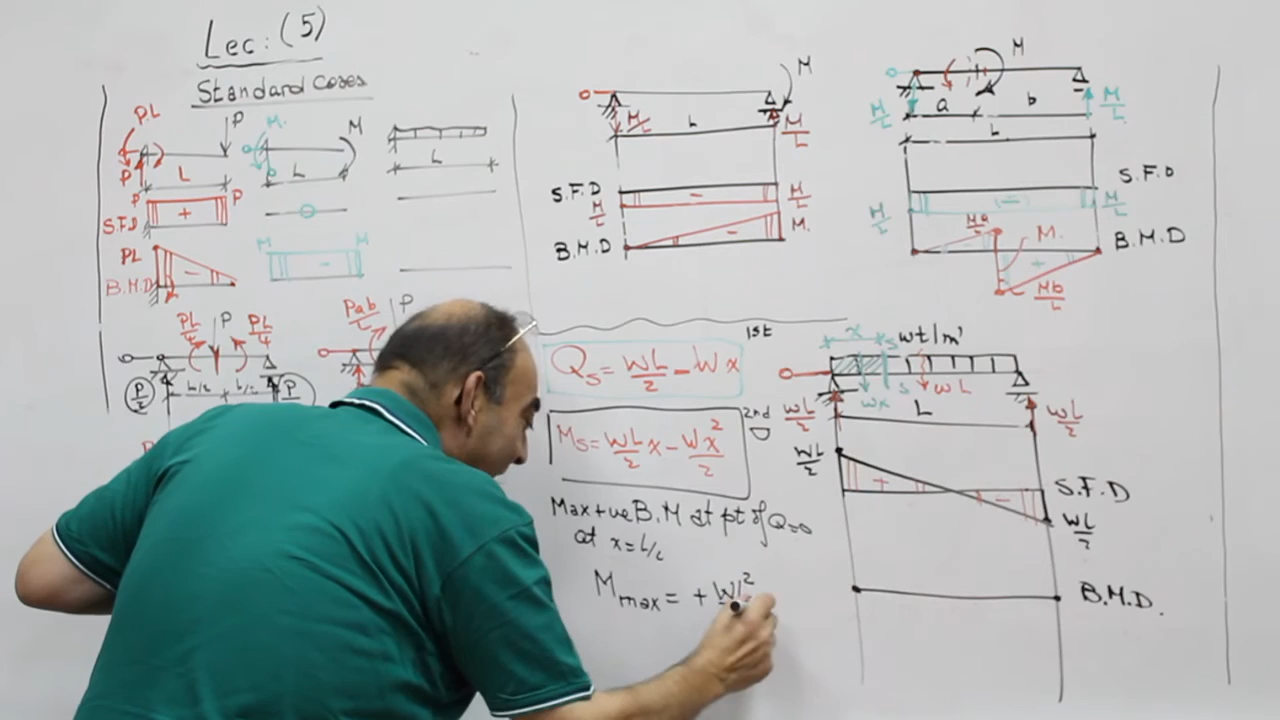 Lec: (5)
Standard Cases
PL
P
M.
M
L
P
L
L
P
P
S.F.D
+
PL
B.M.D
-
M
M
-
PL/4
P
PL/4
P/2
L/2
L/2
P/2
Pab/L
P
M
M/L
L
M/L
S.F.D
-
M/L
M/L
B.M.D
-
M.
M
M/L
a
b
M/L
L
S.F.D
M/L
(-)
M/L
Ma/L
M.
B.M.D
+
Mb/L
1st
Qs = WL/2 - Wx
2nd
Ms = WL/2 x - Wx²/2
Max +ve B.M at pt of Q=0
at x = L/2
M max = + WL²
x
s
wt/m'
wx
s
wL
WL/2
L
WL/2
WL/2
+
-
S.F.D
WL/2
B.M.D.